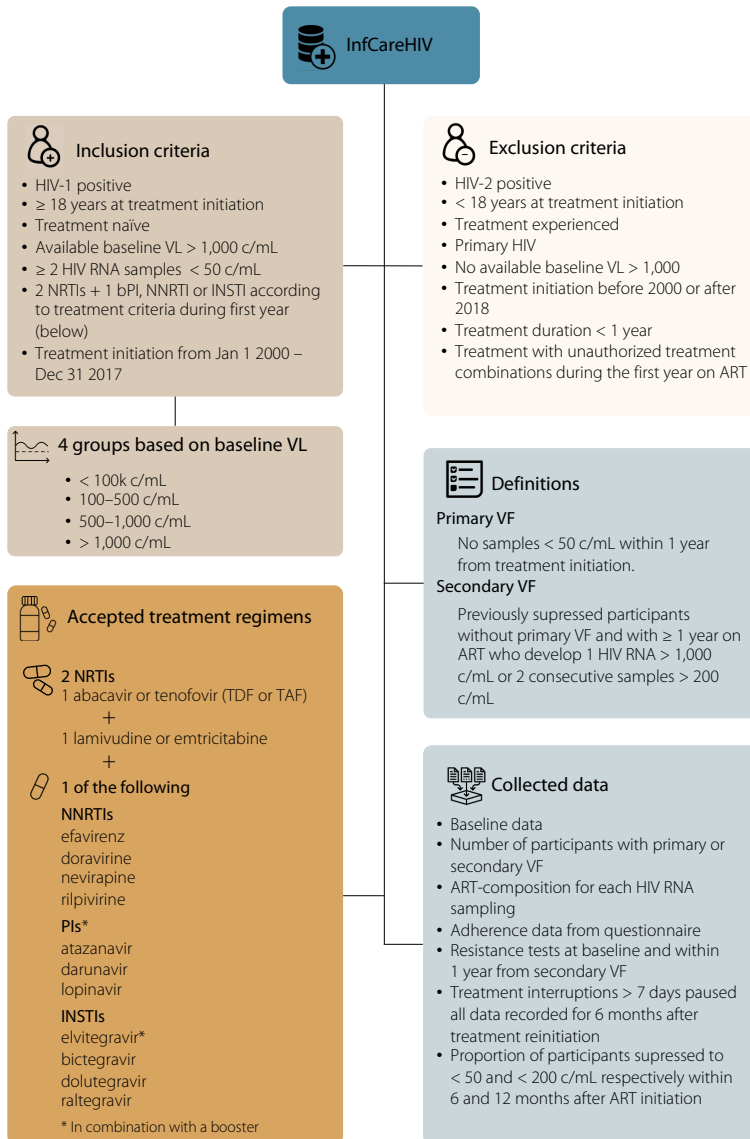 InfCareHIV
Inclusion criteria
• HIV-1 positive
• ≥ 18 years at treatment initiation
• Treatment naïve
• Available baseline VL > 1,000 c/mL
• ≥ 2 HIV RNA samples < 50 c/mL
• 2 NRTIs + 1 bPI, NNRTI or INSTI according
to treatment criteria during first year
(below)
• Treatment initiation from Jan 1 2000 –
Dec 31 2017
Exclusion criteria
• HIV-2 positive
• < 18 years at treatment initiation
• Treatment experienced
• Primary HIV
• No available baseline VL > 1,000
• Treatment initiation before 2000 or after
2018
• Treatment duration < 1 year
• Treatment with unauthorized treatment
combinations during the first year on ART
4 groups based on baseline VL
• < 100k c/mL
• 100–500 c/mL
• 500–1,000 c/mL
• > 1,000 c/mL
Definitions
Primary VF
No samples < 50 c/mL within 1 year
from treatment initiation.
Secondary VF
Previously supressed participants
without primary VF and with ≥ 1 year on
ART who develop 1 HIV RNA > 1,000
c/mL or 2 consecutive samples > 200
c/mL
Accepted treatment regimens
2 NRTIs
1 abacavir or tenofovir (TDF or TAF)
+
1 lamivudine or emtricitabine
+
1 of the following
NNRTIs
efavirenz
doravirine
nevirapine
rilpivirine
PIs*
atazanavir
darunavir
lopinavir
INSTIs
elvitegravir*
bictegravir
dolutegravir
raltegravir
* In combination with a booster
Collected data
• Baseline data
• Number of participants with primary or
secondary VF
• ART-composition for each HIV RNA
sampling
• Adherence data from questionnaire
• Resistance tests at baseline and within
1 year from secondary VF
• Treatment interruptions > 7 days paused
all data recorded for 6 months after
treatment reinitiation
• Proportion of participants supressed to
< 50 and < 200 c/mL respectively within
6 and 12 months after ART initiation